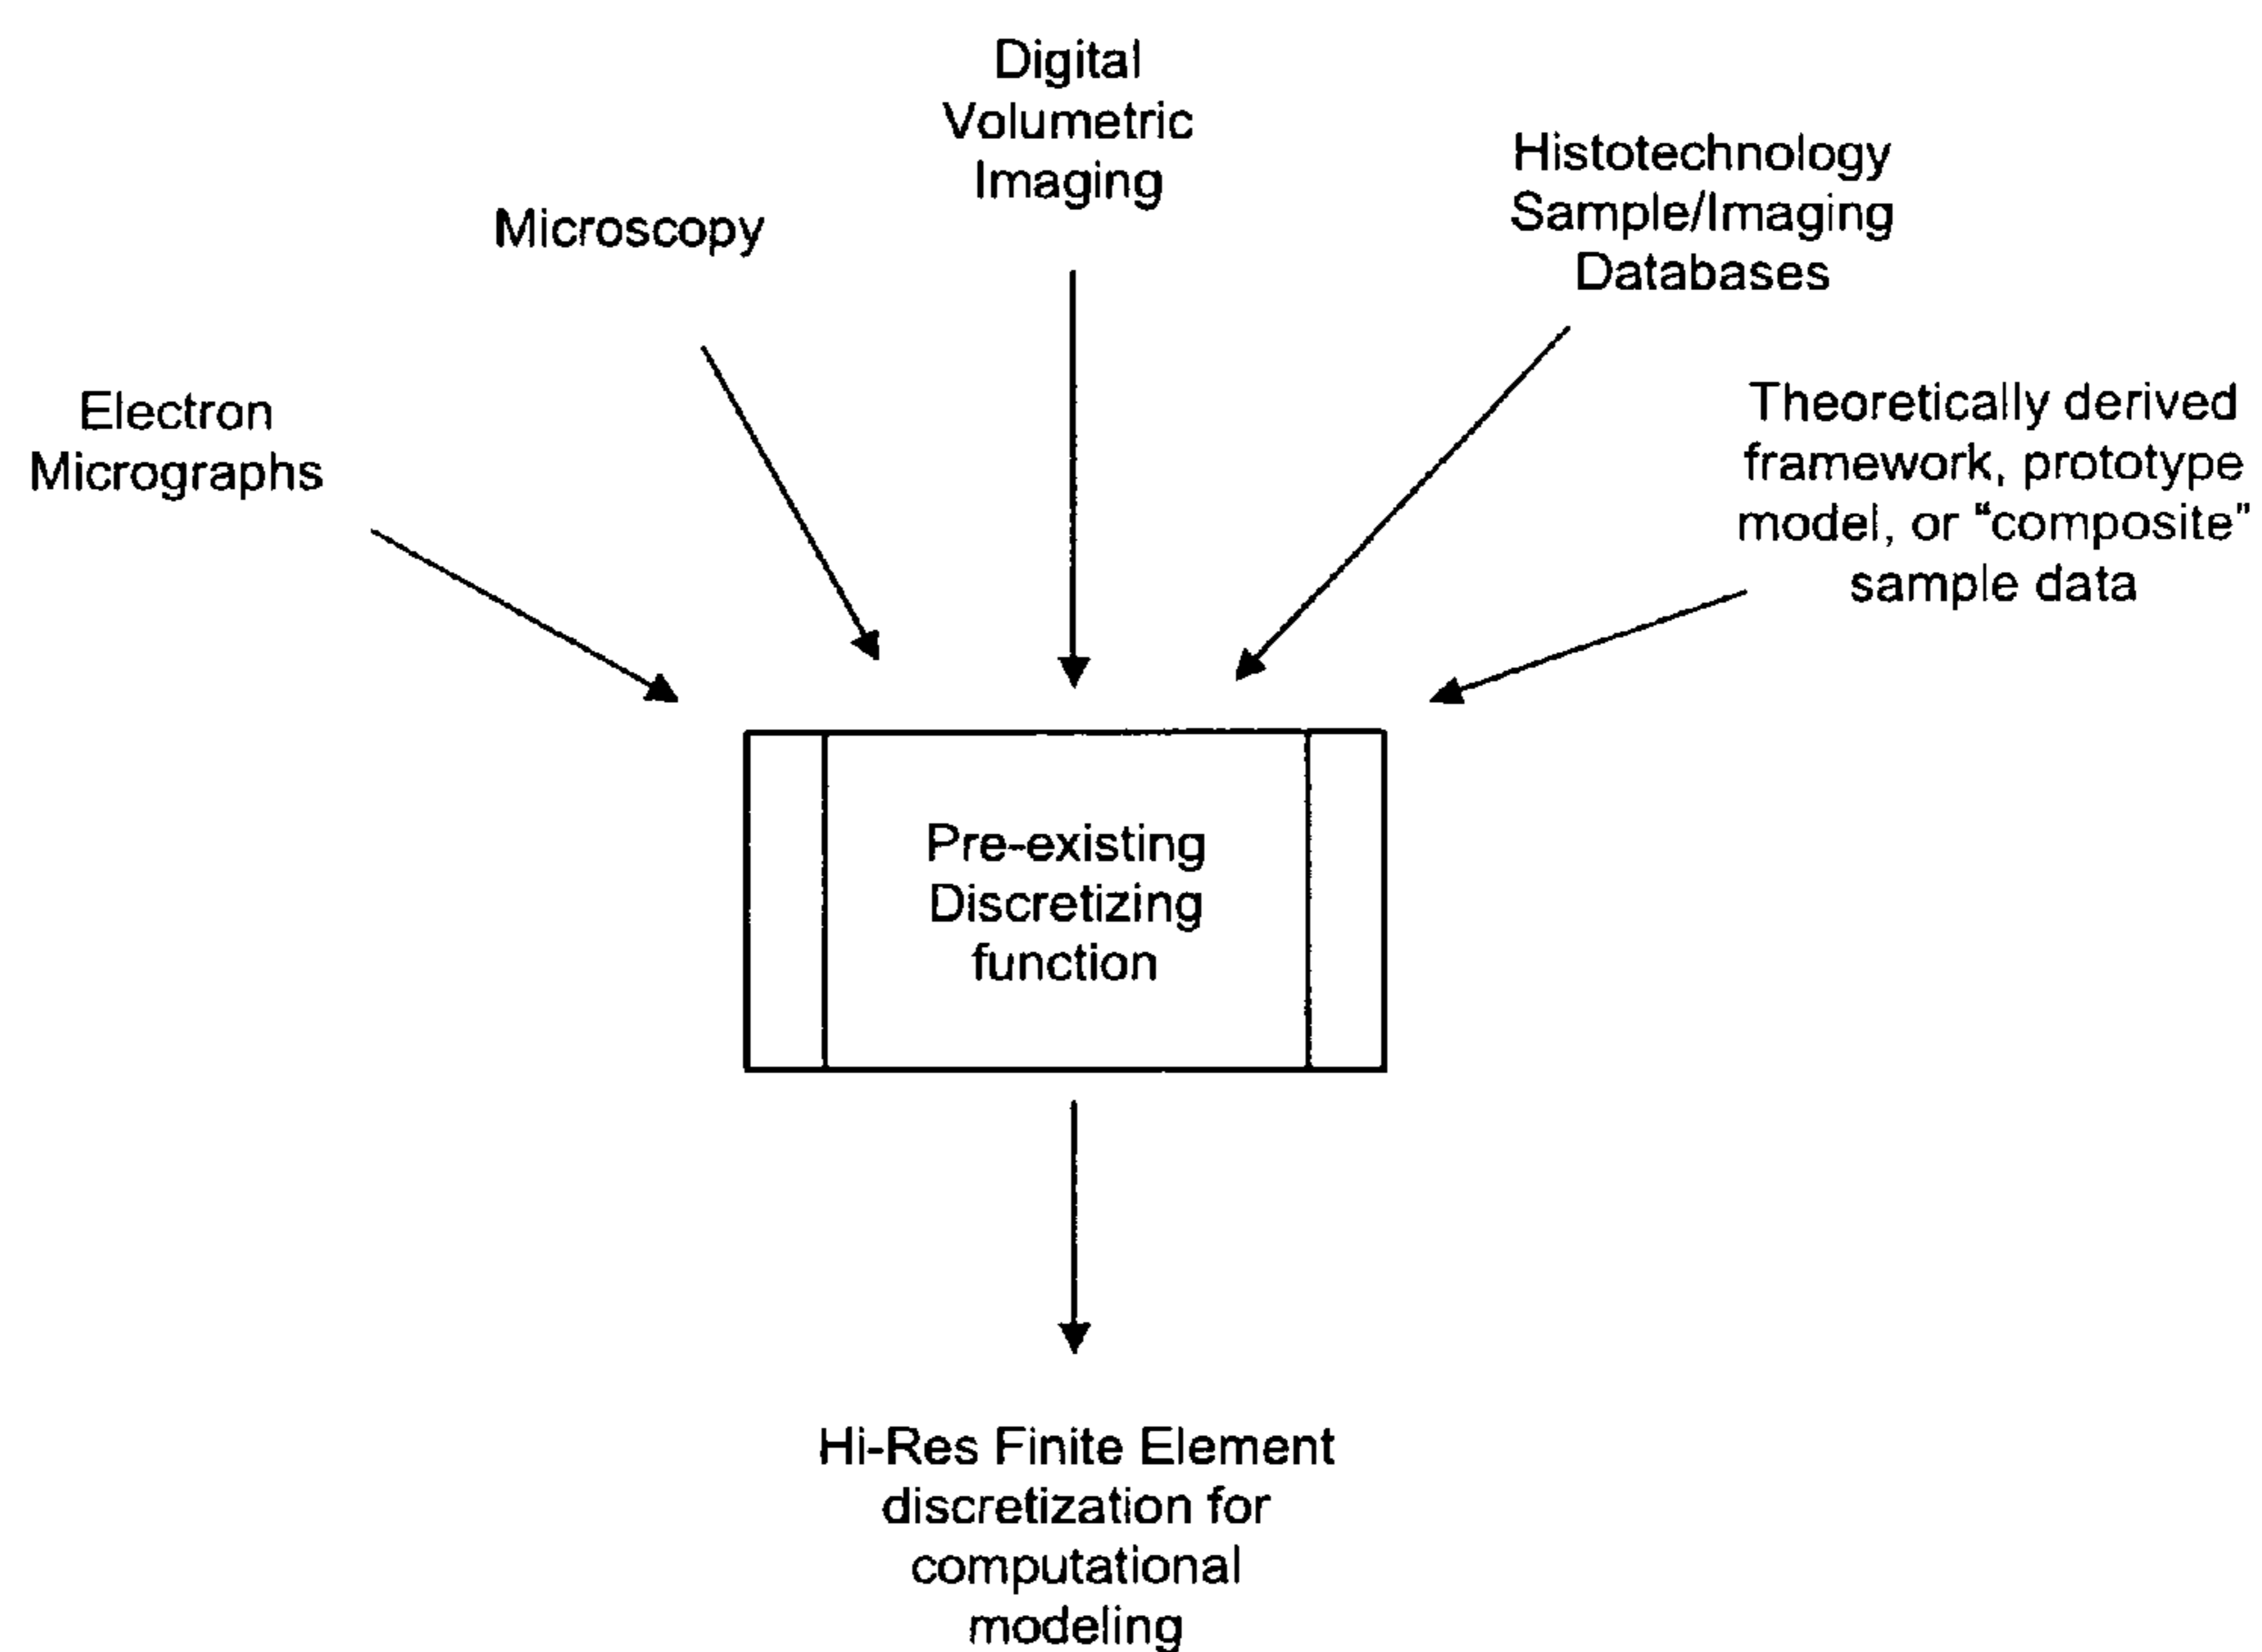 Digital
Volumetric
Imaging
Histotechnology
Sample/Imaging
Databases
Microscopy
Electron
Micrographs
Theoretically derived
framework, prototype
model, or “composite”
sample data
Pre-existing
Discretizing
function
Hi-Res Finite Element
discretization for
computational
modeling